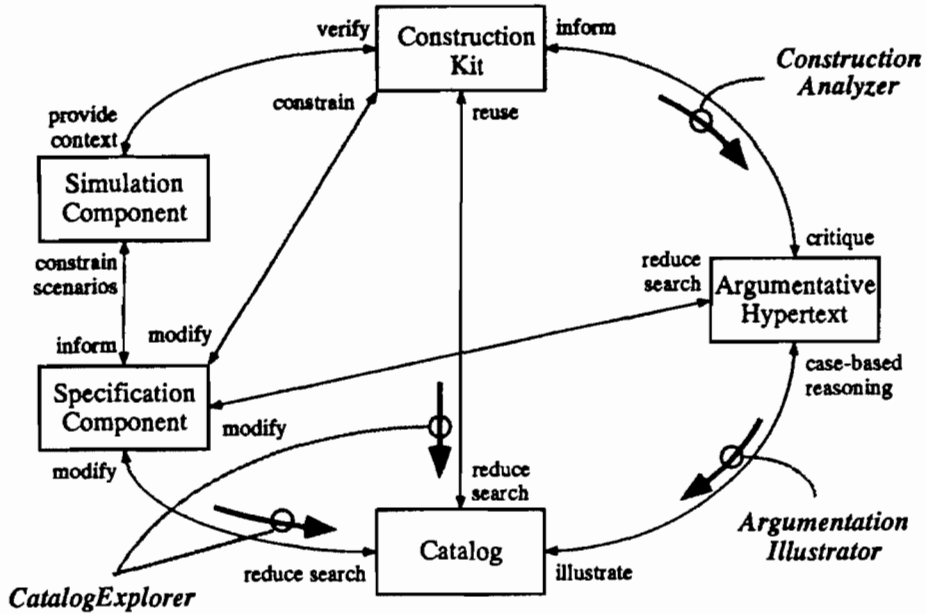 verify
Construction
Kit
inform
Construction
Analyzer
constrain
reuse
provide
context
Simulation
Component
critique
constrain
scenarios
reduce
search
Argumentative
Hypertext
inform
modify
case-based
reasoning
Specification
Component
modify
modify
reduce
search
Argumentation
Illustrator
Catalog
reduce search
illustrate
CatalogExplorer